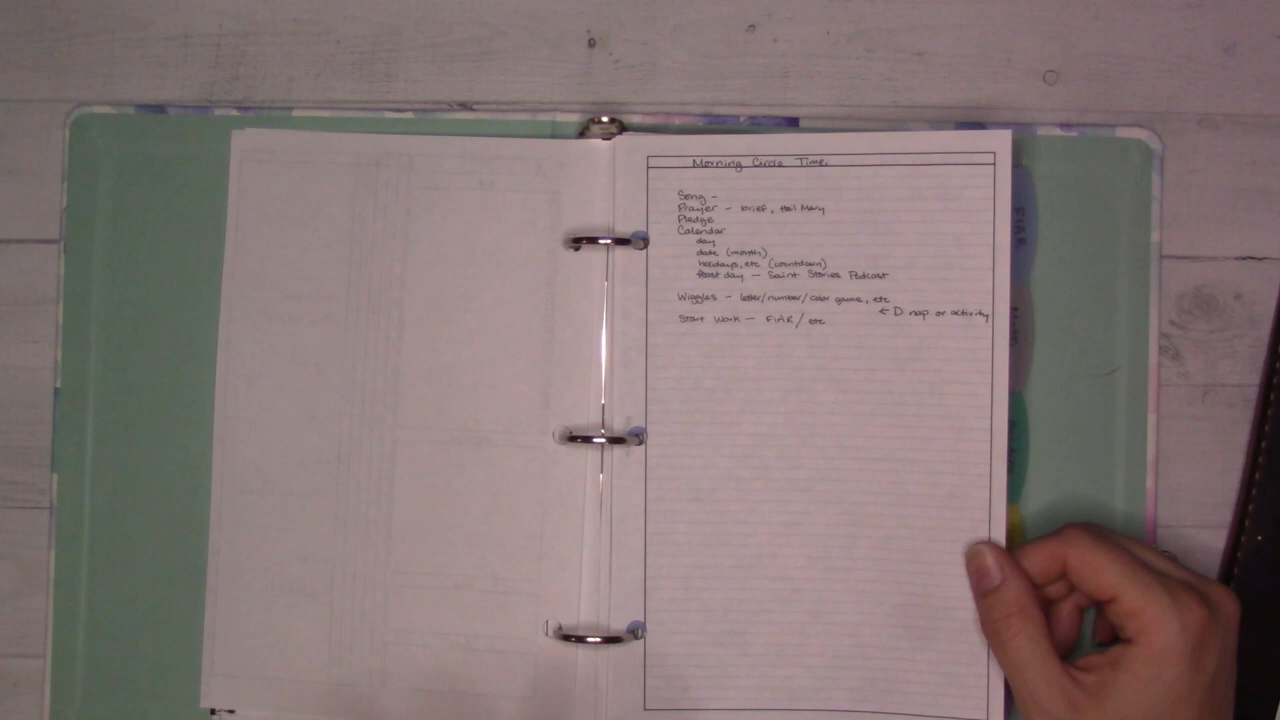 Morning Circle Time
Song -
Prayer - brief, Hail Mary
Pledge
Calendar
day
date (month)
holidays, etc (countdown)
feast day - Saint Stories Podcast
Wiggles - letter/number/color game, etc
← D nap or activity
Start Work - FIAR/etc
FIAR